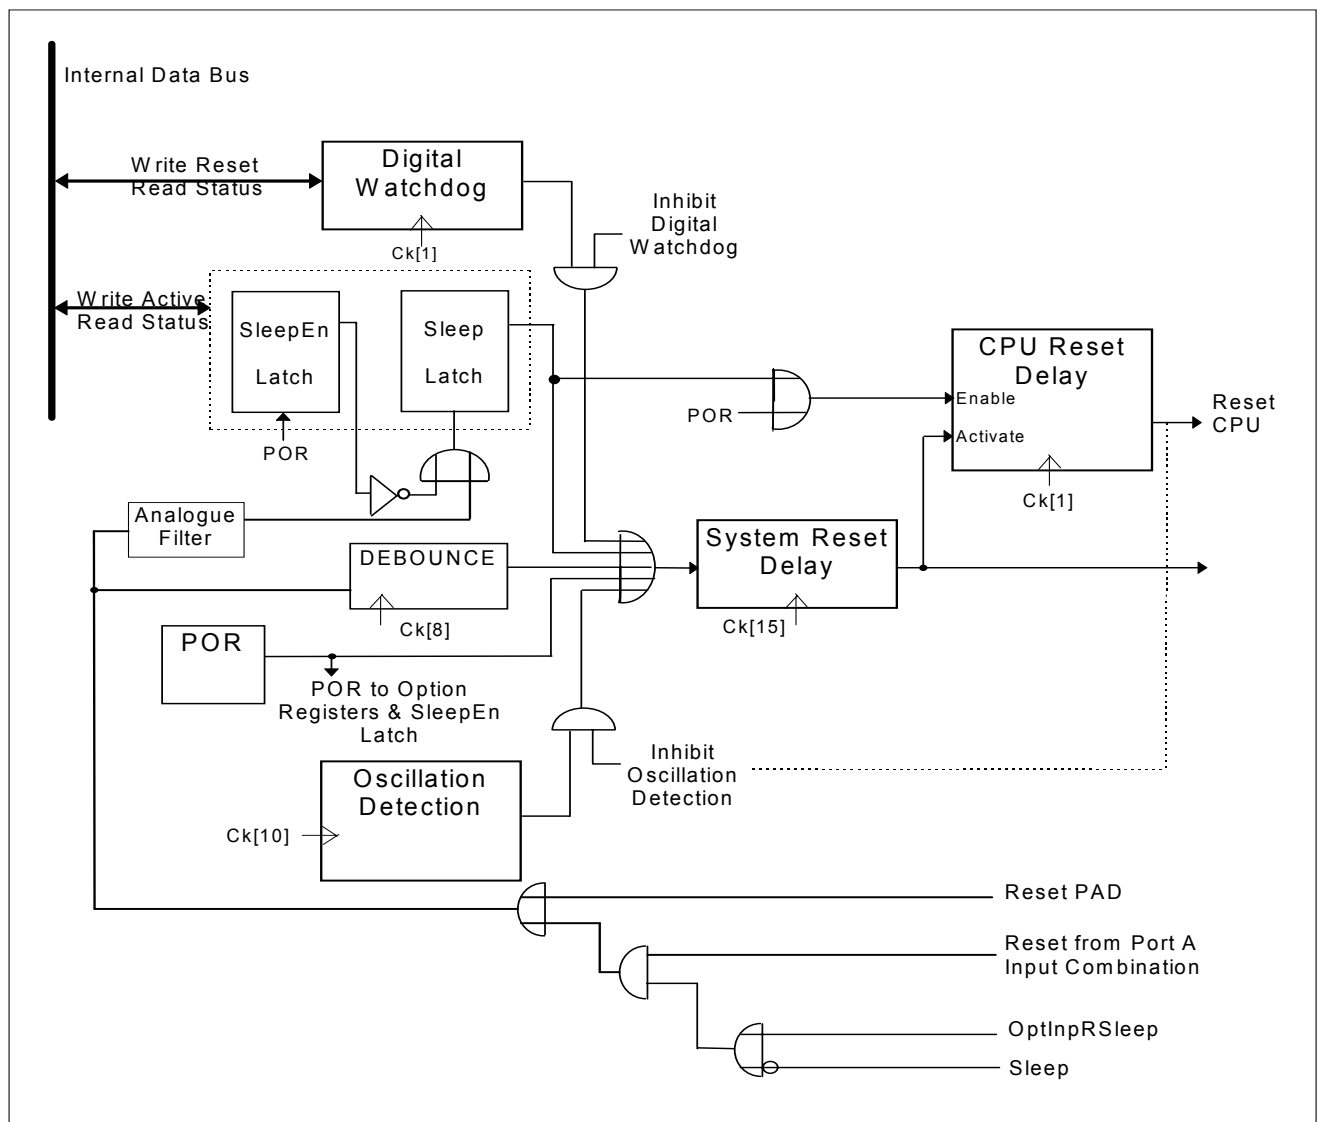 Internal Data Bus
Write Reset
Read Status
Digital
Watchdog
Ck[1]
Inhibit
Digital
Watchdog
Write Active
Read Status
SleepEn
Latch
Sleep
Latch
POR
CPU Reset
Delay
Enable
Activate
Ck[1]
Reset
CPU
POR
Analogue
Filter
DEBOUNCE
Ck[8]
System Reset
Delay
Ck[15]
POR
POR to Option
Registers & SleepEn
Latch
Inhibit
Oscillation
Detection
Oscillation
Detection
Ck[10]
Reset PAD
Reset from Port A
Input Combination
OptInpRSleep
Sleep